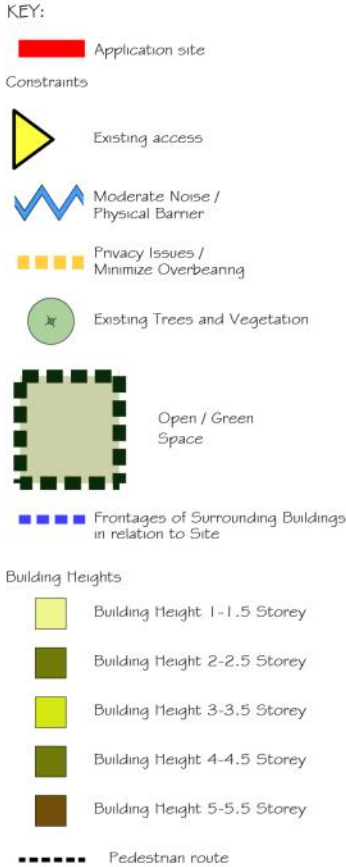 KEY:
Application site
Constraints
Existing access
Moderate Noise /
Physical Barrier
Privacy Issues /
Minimize Overbearing
Existing Trees and Vegetation
Open / Green
Space
Frontages of Surrounding Buildings
in relation to Site
Building Heights
Building Height 1-1.5 Storey
Building Height 2-2.5 Storey
Building Height 3-3.5 Storey
Building Height 4-4.5 Storey
Building Height 5-5.5 Storey
Pedestrian route